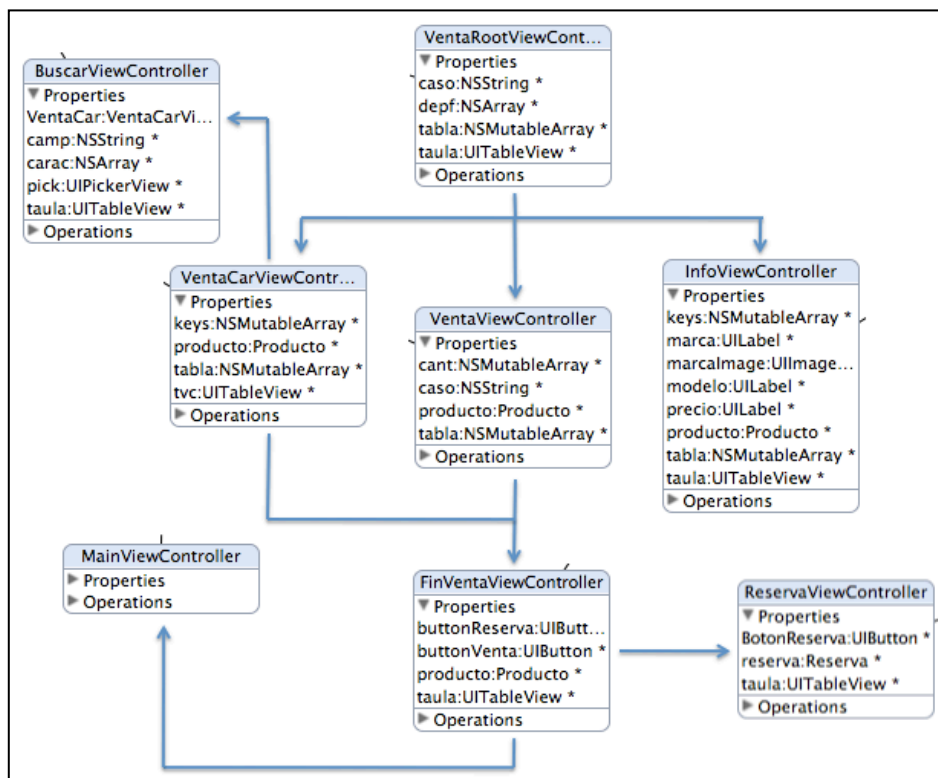 BuscarViewController
Properties
VentaCar:VentaCarVi...
camp:NSString *
carac:NSArray *
pick:UIPickerView *
taula:UITableView *
Operations
VentaRootViewCont...
Properties
caso:NSString *
depf:NSArray *
tabla:NSMutableArray *
taula:UITableView *
Operations
VentaCarViewContr...
Properties
keys:NSMutableArray *
producto:Producto *
tabla:NSMutableArray *
tvc:UITableView *
Operations
VentaViewController
Properties
cant:NSMutableArray *
caso:NSString *
producto:Producto *
tabla:NSMutableArray *
Operations
InfoViewController
Properties
keys:NSMutableArray *
marca:UILabel *
marcaImage:UIImage...
modelo:UILabel *
precio:UILabel *
producto:Producto *
tabla:NSMutableArray *
taula:UITableView *
Operations
MainViewController
Properties
Operations
FinVentaViewController
Properties
buttonReserva:UIButt...
buttonVenta:UIButton *
producto:Producto *
taula:UITableView *
Operations
ReservaViewController
Properties
BotonReserva:UIButton *
reserva:Reserva *
taula:UITableView *
Operations